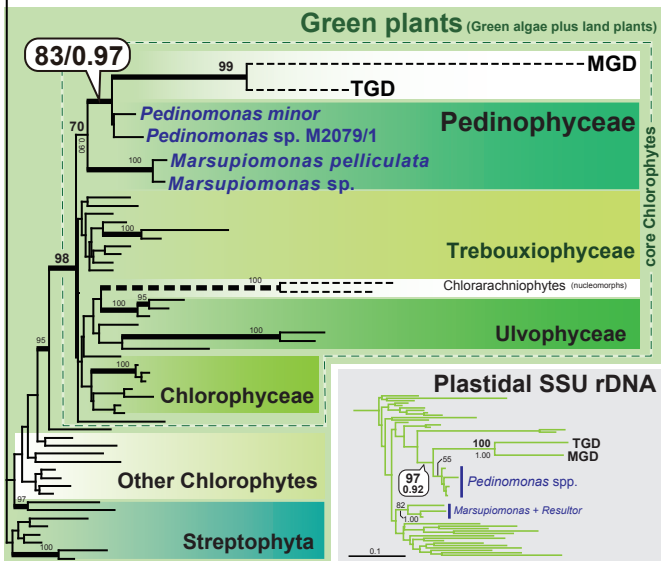 Green plants (Green algae plus land plants)
83/0.97
99
MGD
TGD
Pedinophyceae
Pedinomonas minor
70
0.90
Pedinomonas sp. M2079/1
100
Marsupiomonas pelliculata
Marsupiomonas sp.
core Chlorophytes
100
Trebouxiophyceae
98
100
Chlorarachniophytes (nucleomorphs)
95
100
100
Ulvophyceae
95
100
Chlorophyceae
Plastidal SSU rDNA
100
1.00
TGD
MGD
55
97
0.92
Pedinomonas spp.
Other Chlorophytes
82
1.00
Marsupiomonas + Resultor
97
Streptophyta
100
0.1